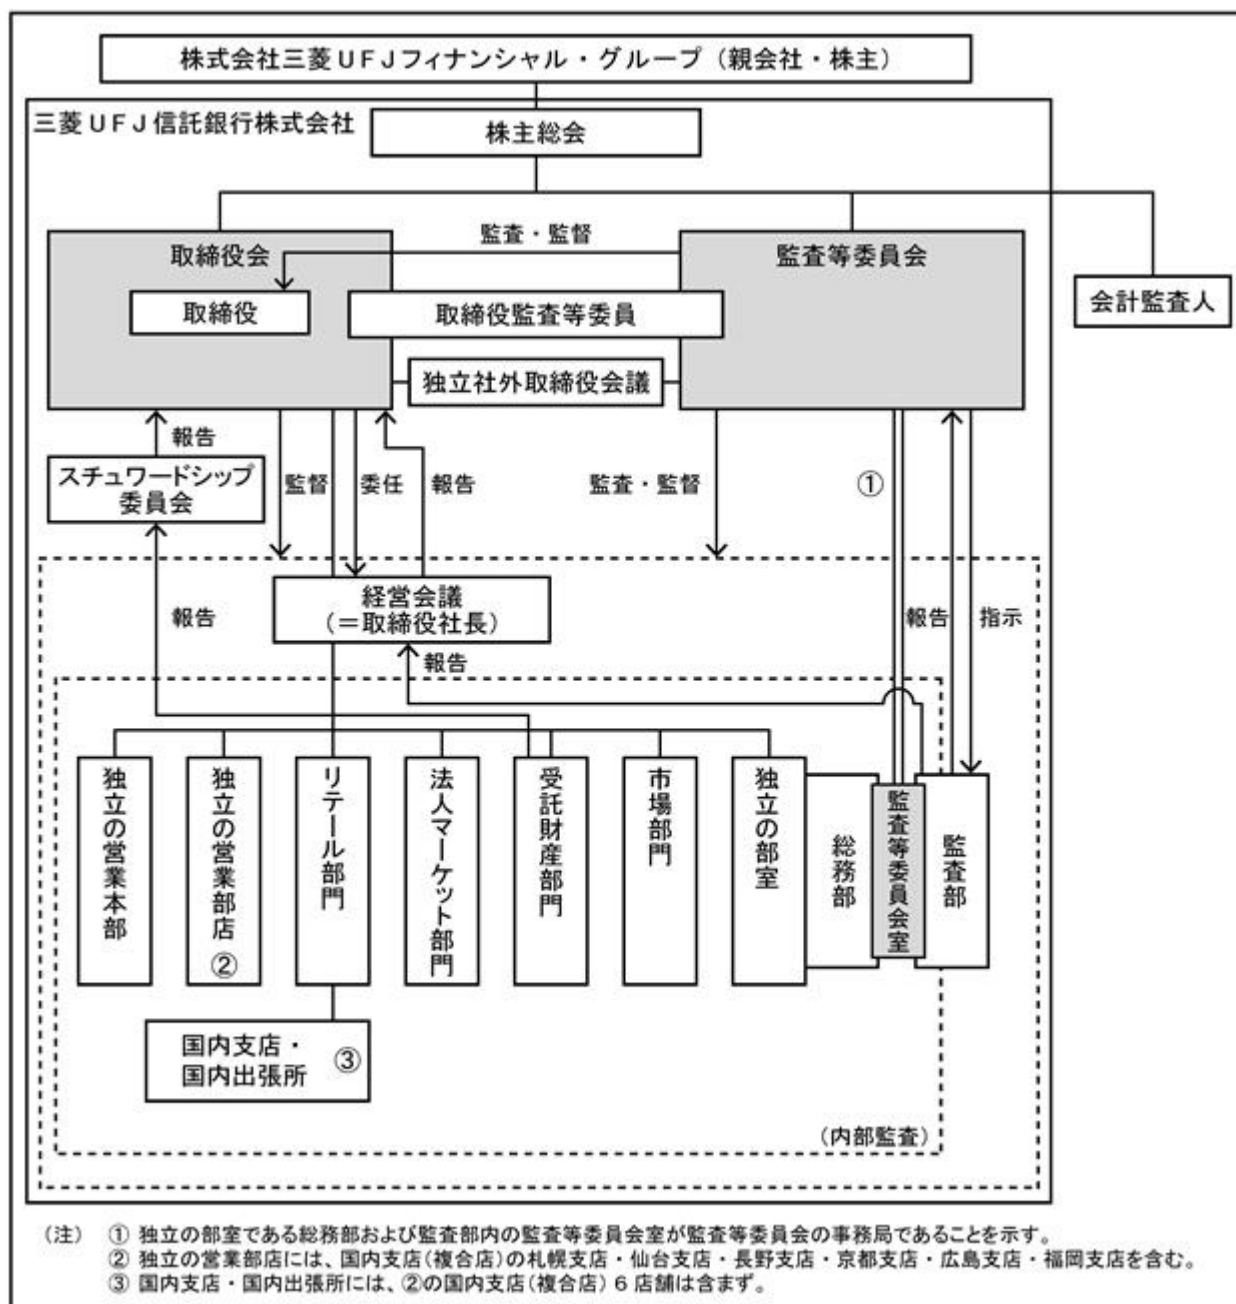 株式会社三菱UFJフィナンシャル・グループ（親会社・株主）
三菱UFJ信託銀行株式会社
株主総会
監査・監督
取締役会
監査等委員会
取締役
取締役監査等委員
会計監査人
独立社外取締役会議
報告
スチュワードシップ
委員会
監督
委任
報告
監査・監督
①
経営会議
（＝取締役社長）
報告
報告
指示
報告
独立の営業本部
独立の営業部店②
リテール部門
法人マーケット部門
受託財産部門
市場部門
独立の部室
総務部
監査等委員会室
監査部
国内支店・
国内出張所
③
（内部監査）
（注） ① 独立の部室である総務部および監査部内の監査等委員会室が監査等委員会の事務局であることを示す。
② 独立の営業部店には、国内支店（複合店）の札幌支店・仙台支店・長野支店・京都支店・広島支店・福岡支店を含む。
③ 国内支店・国内出張所には、②の国内支店（複合店）６店舗は含まず。